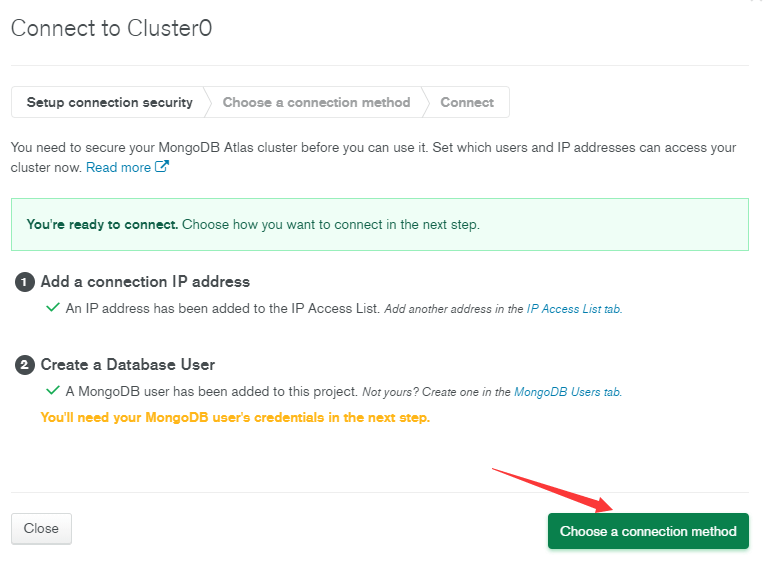 Connect to Cluster0
Setup connection security
Choose a connection method
Connect
You need to secure your MongoDB Atlas cluster before you can use it. Set which users and IP addresses can access your
cluster now. Read more
You're ready to connect. Choose how you want to connect in the next step.
1 Add a connection IP address
An IP address has been added to the IP Access List. Add another address in the IP Access List tab.
2 Create a Database User
A MongoDB user has been added to this project. Not yours? Create one in the MongoDB Users tab.
You'll need your MongoDB user's credentials in the next step.
Close
Choose a connection method